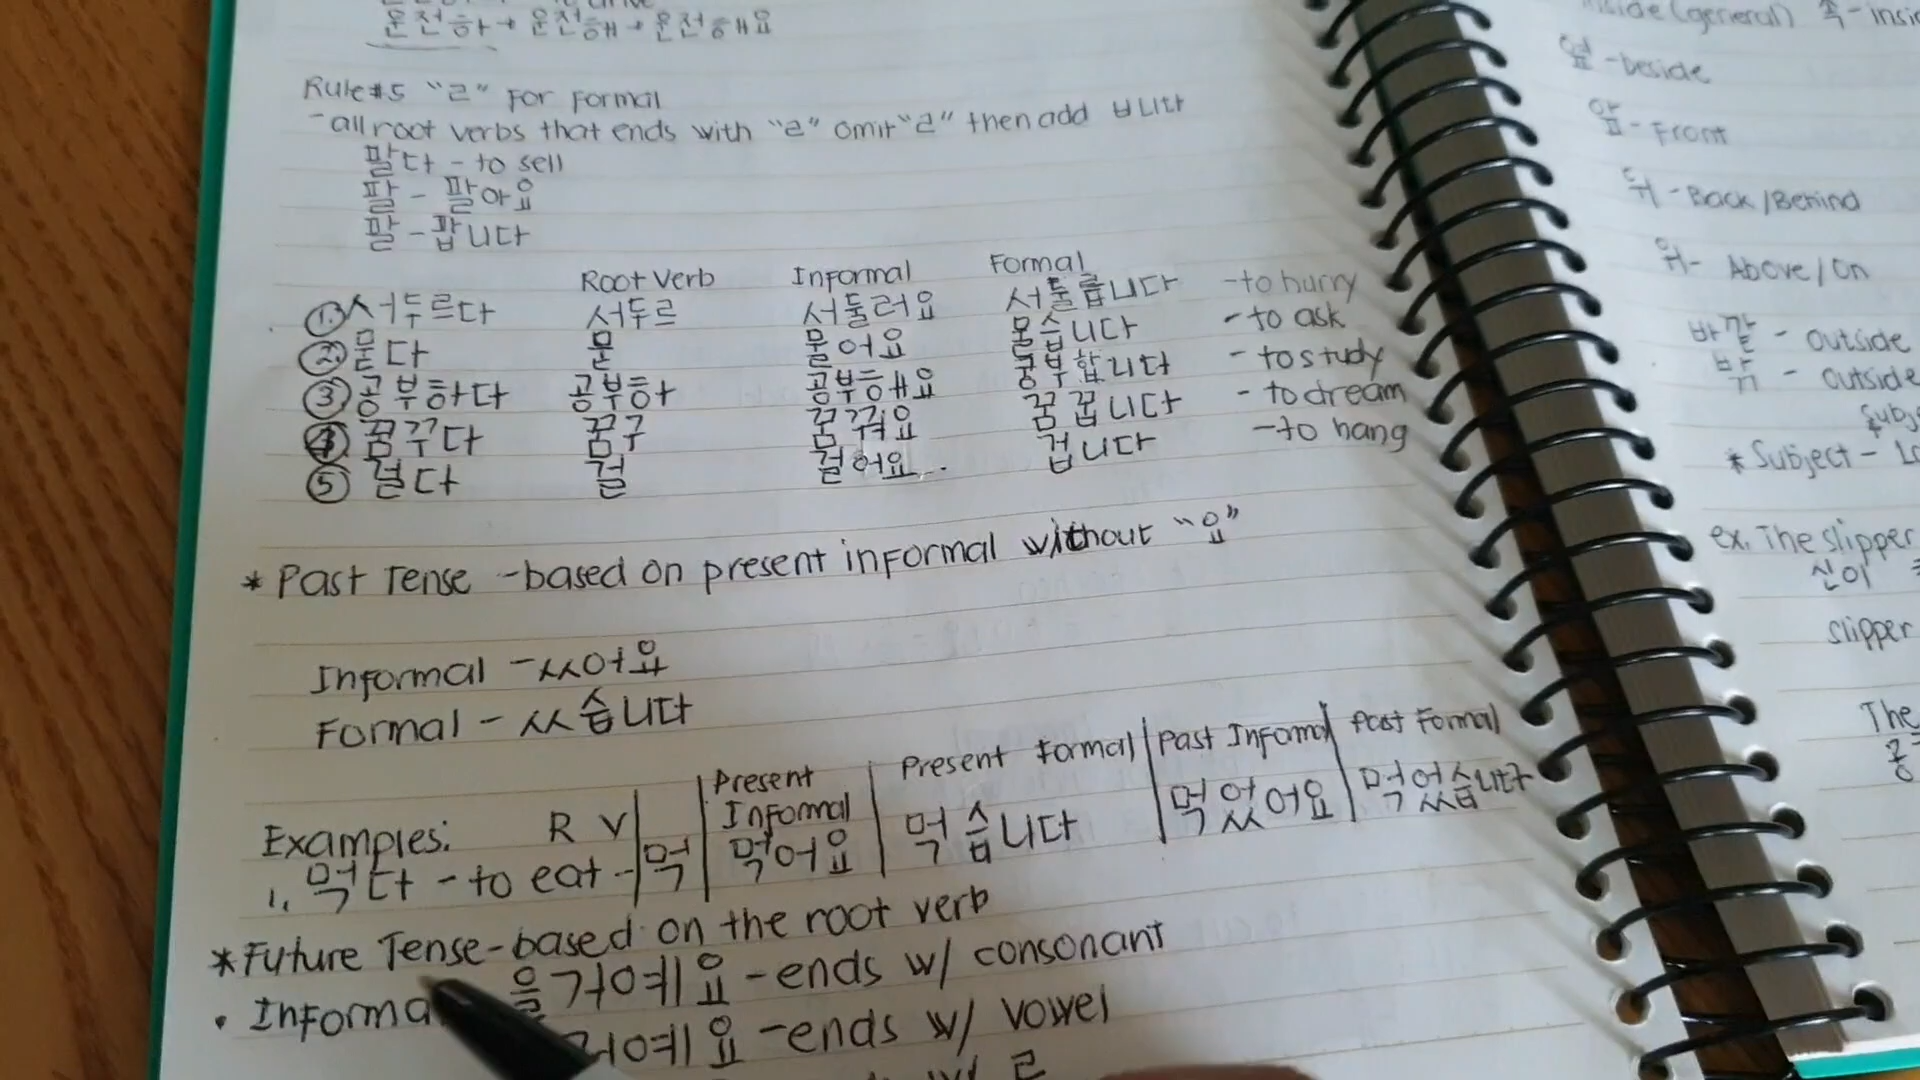 운전하 → 운전해 → 운전해요
Rule #5 "ㄹ" For Formal
- all root verbs that ends with "ㄹ" omit "ㄹ" then add ㅂ니다
팔다 - to sell
팔 - 팔아요
팔 - 팝니다
Root Verb Informal Formal
1. 서두르다 서두르 서둘러요 서둘릅니다 - to hurry
2. 묻다 묻 물어요 묻습니다 - to ask
3 공부하다 공부하 공부해요 공부합니다 - to study
4 꿈꾸다 꿈꾸 꿈꿔요 꿈꿉니다 - to dream
5 걸다 걸 걸어요 겁니다 - to hang
* Past Tense - based on present informal without "요"
Informal - ㅆ어요
Formal - ㅆ습니다
Present Informal Present Formal Past Informal Past Formal
Examples: R V
1. 먹다 - to eat - 먹 먹어요 먹습니다 먹었어요 먹었습니다
* Future Tense - based on the root verb
• Informa 을거예요 - ends w/ consonant
거예요 - ends w/ vowel
w/ ㄹ
inside (general) 속 - insi
옆 - beside
앞 - Front
뒤 - Back / Behind
위 - Above / On
바깥 - outside
밖 - outside
Subj
* Subject - Lo
ex. The slipper
신이
slipper
The